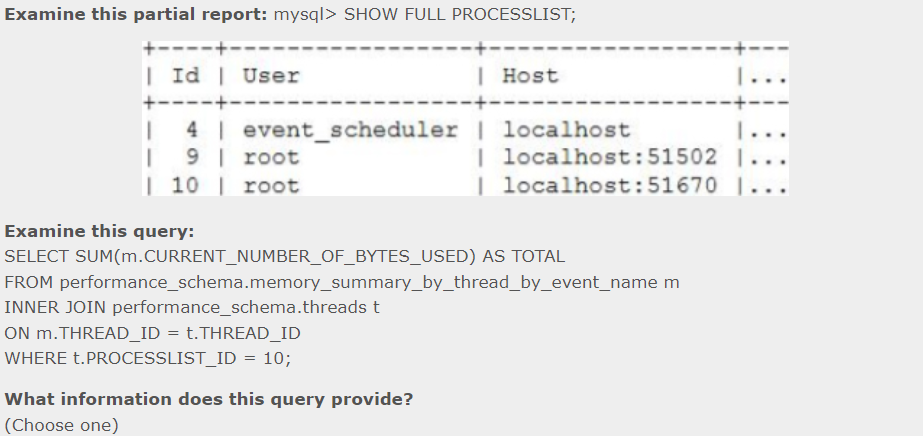 Examine this partial report: mysql> SHOW FULL PROCESSLIST;
+----+-----------------+-----------------+---
| Id | User            | Host            |...
+----+-----------------+-----------------+---
|  4 | event_scheduler | localhost       |...
|  9 | root            | localhost:51502 |...
| 10 | root            | localhost:51670 |...
Examine this query:
SELECT SUM(m.CURRENT_NUMBER_OF_BYTES_USED) AS TOTAL
FROM performance_schema.memory_summary_by_thread_by_event_name m
INNER JOIN performance_schema.threads t
ON m.THREAD_ID = t.THREAD_ID
WHERE t.PROCESSLIST_ID = 10;
What information does this query provide?
(Choose one)